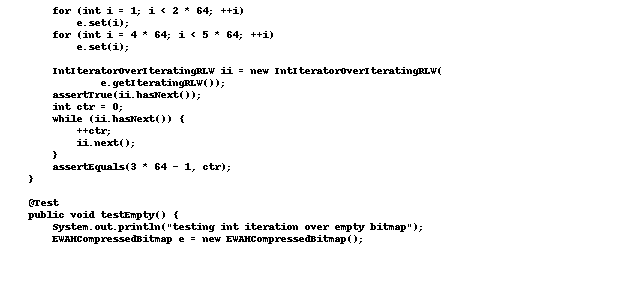 for (int i = 1; i < 2 * 64; ++i)
e.set(i);
for (int i = 4 * 64; i < 5 * 64; ++i)
e.set(i);
IntIteratorOverIteratingRLW ii = new IntIteratorOverIteratingRLW(
e.getIteratingRLW());
assertTrue(ii.hasNext());
int ctr = 0;
while (ii.hasNext()) {
++ctr;
ii.next();
}
assertEquals(3 * 64 - 1, ctr);
}
@Test
public void testEmpty() {
System.out.println("testing int iteration over empty bitmap");
EWAHCompressedBitmap e = new EWAHCompressedBitmap();